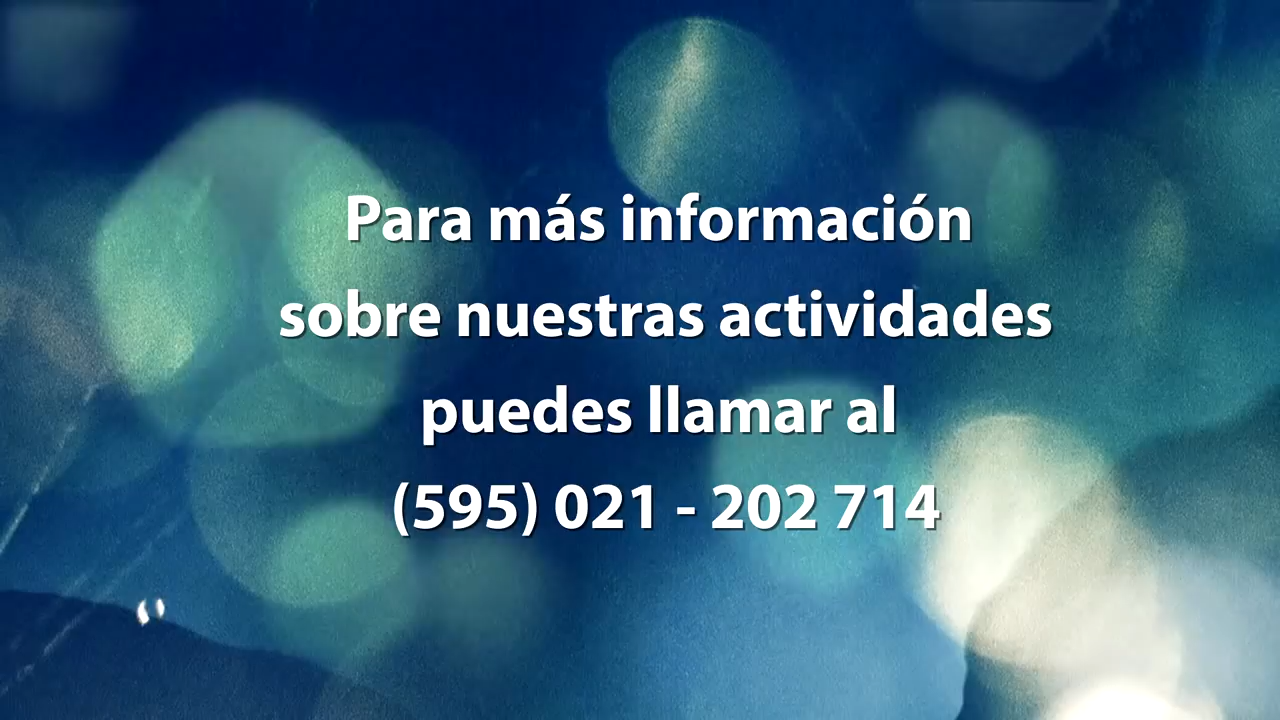 Para más información
sobre nuestras actividades
puedes llamar al
(595) 021 - 202 714